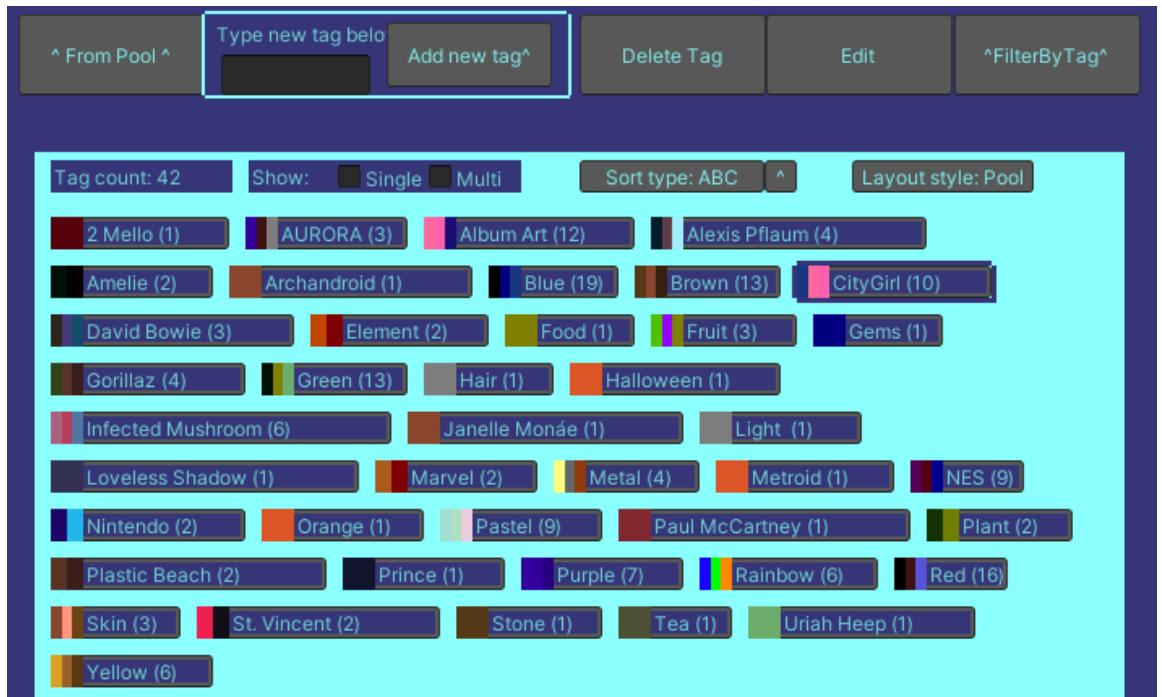 ^ From Pool ^
Type new tag belo
Add new tag^
Delete Tag
Edit
^FilterByTag^
Tag count: 42
Show: Single Multi
Sort type: ABC ^
Layout style: Pool
2 Mello (1) AURORA (3) Album Art (12) Alexis Pflaum (4)
Amelie (2) Archandroid (1) Blue (19) Brown (13) CityGirl (10)
David Bowie (3) Element (2) Food (1) Fruit (3) Gems (1)
Gorillaz (4) Green (13) Hair (1) Halloween (1)
Infected Mushroom (6) Janelle Monáe (1) Light (1)
Loveless Shadow (1) Marvel (2) Metal (4) Metroid (1) NES (9)
Nintendo (2) Orange (1) Pastel (9) Paul McCartney (1) Plant (2)
Plastic Beach (2) Prince (1) Purple (7) Rainbow (6) Red (16)
Skin (3) St. Vincent (2) Stone (1) Tea (1) Uriah Heep (1)
Yellow (6)